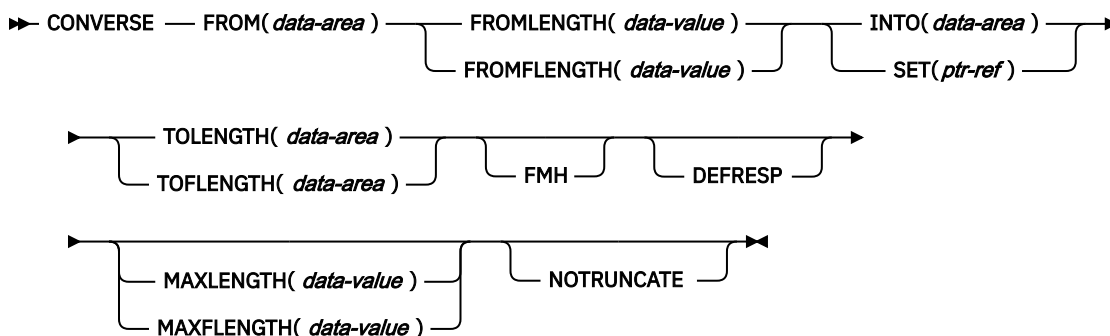 CONVERSE FROM(data-area) FROMLENGTH( data-value ) INTO(data-area)
FROMFLENGTH( data-value ) SET(ptr-ref)
TOLENGTH( data-area )
TOFLENGTH( data-area ) FMH DEFRESP
MAXLENGTH( data-value ) NOTRUNCATE
MAXFLENGTH( data-value )